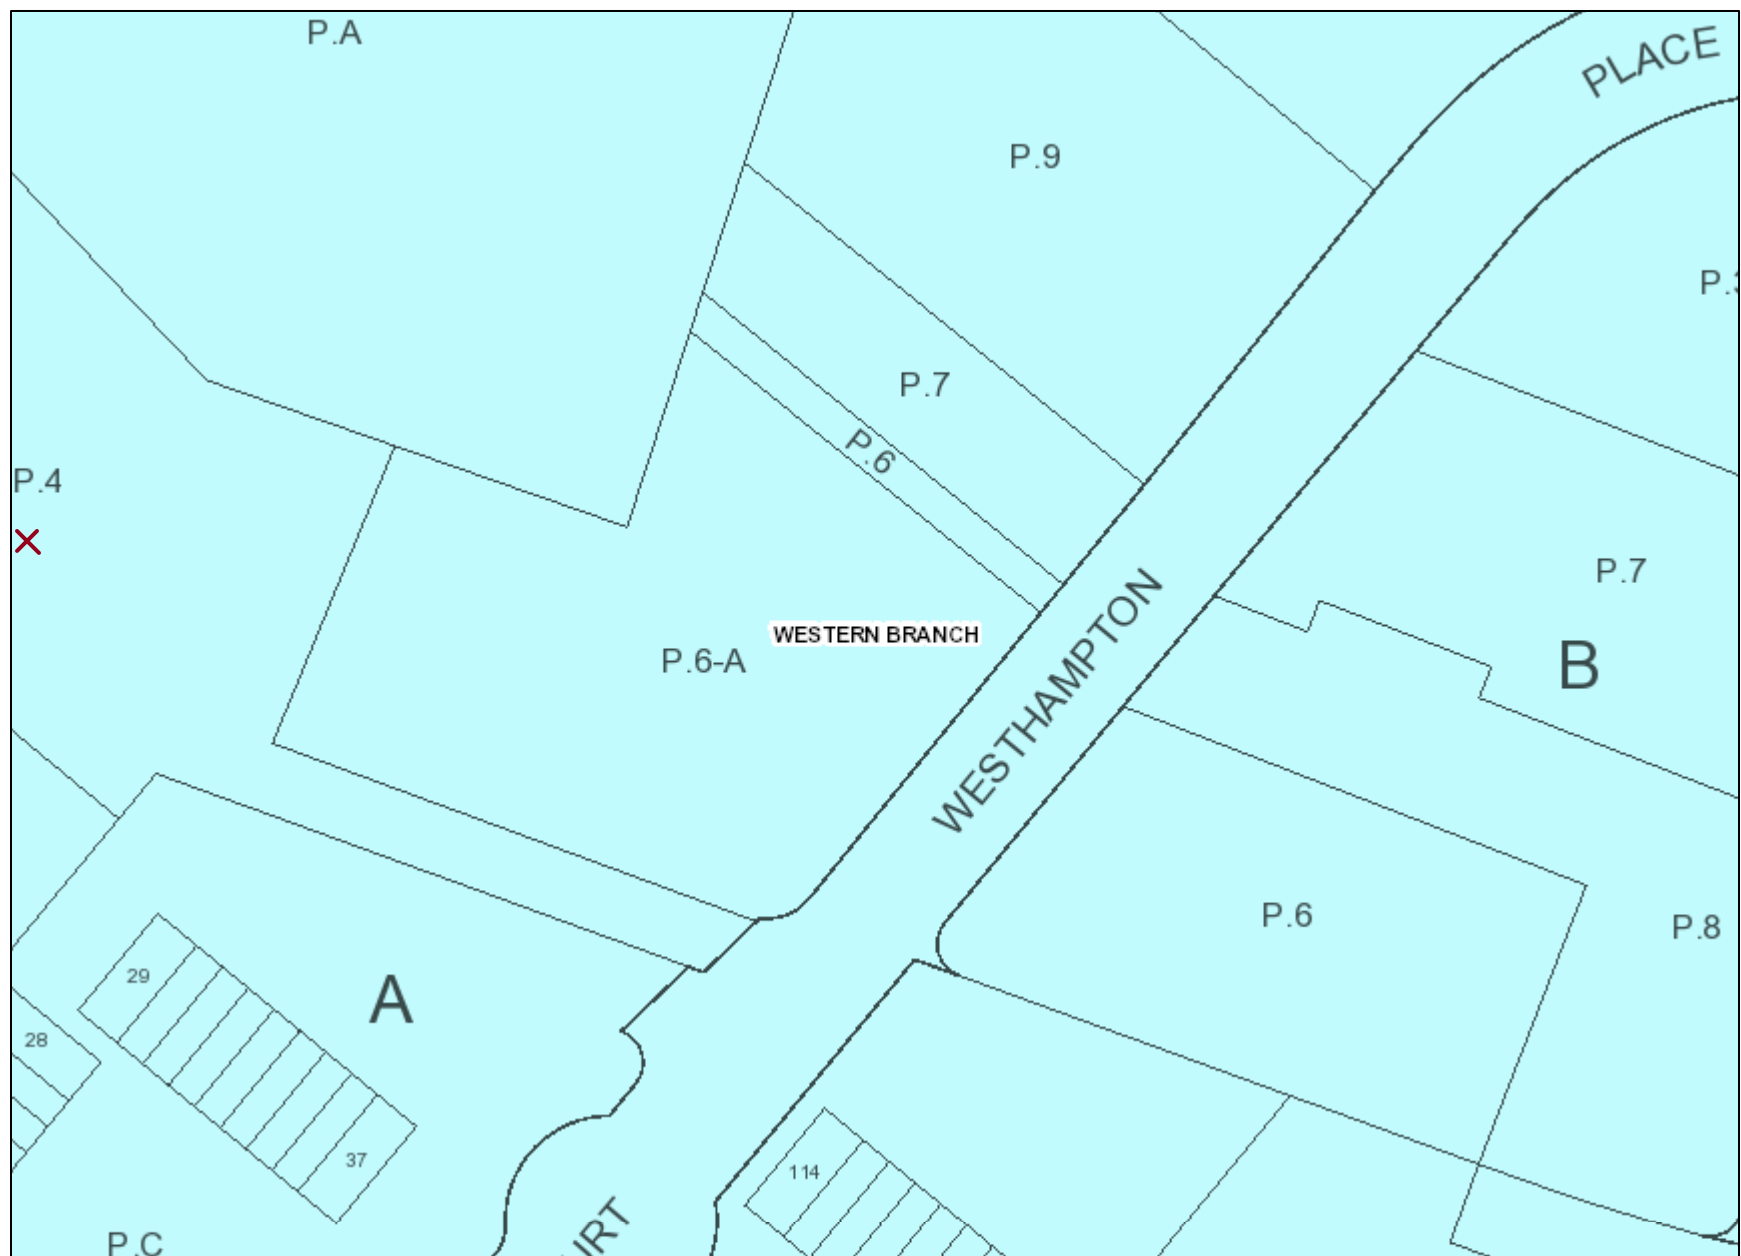 P.A
PLACE
P.9
P.7
P.6
P.4
P.7
WESTERN BRANCH
P.6-A
B
WESTHAMPTON
P.6
P.8
29
A
28
37
114
P.C